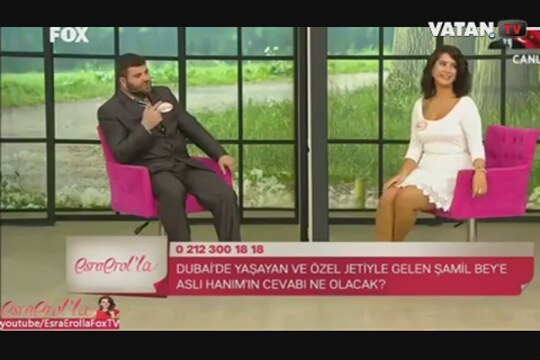 FOX
VATAN TV
CANLI
0 212 300 18 18
esraerol'la
DUBAİ'DE YAŞAYAN VE ÖZEL JETİYLE GELEN ŞAMİL BEY'E
ASLI HANIM'IN CEVABI NE OLACAK?
esraerol'la
youtube/EsraErollaFoxTV